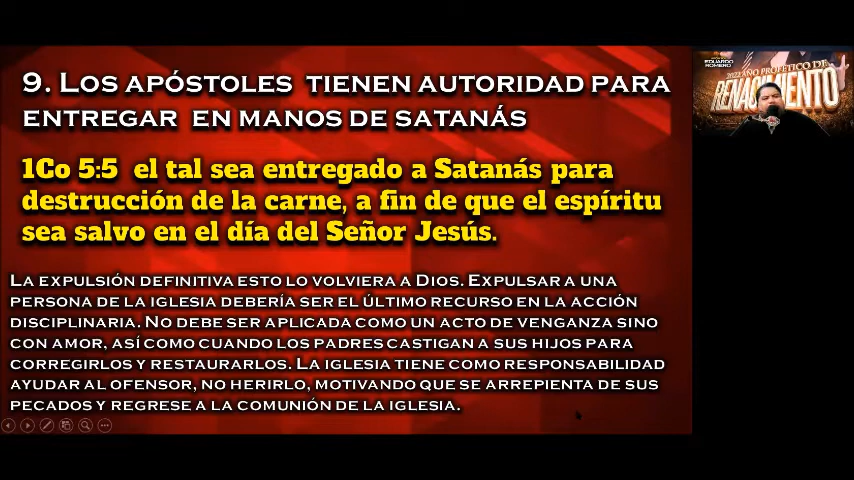 9. Los apóstoles tienen autoridad para
entregar en manos de Satanás
1Co 5:5 el tal sea entregado a Satanás para
destrucción de la carne, a fin de que el espíritu
sea salvo en el día del Señor Jesús.
La expulsión definitiva esto lo volviera a Dios. Expulsar a una
persona de la iglesia debería ser el último recurso en la acción
disciplinaria. No debe ser aplicada como un acto de venganza sino
con amor, así como cuando los padres castigan a sus hijos para
corregirlos y restaurarlos. La iglesia tiene como responsabilidad
ayudar al ofensor, no herirlo, motivando que se arrepienta de sus
pecados y regrese a la comunión de la iglesia.
EDUARDO
ROMERO
2022 AÑO PROFÉTICO DE
RENACIMIENTO